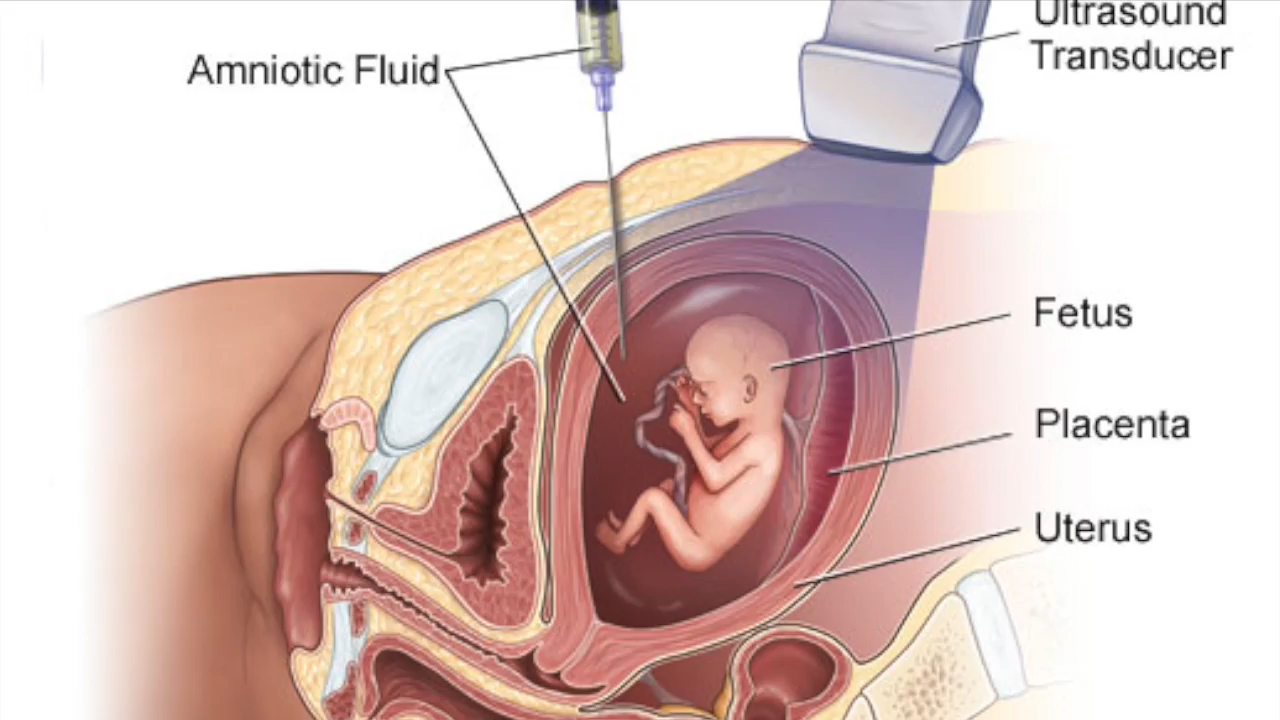 Ultrasound
Transducer
Amniotic Fluid
Fetus
Placenta
Uterus